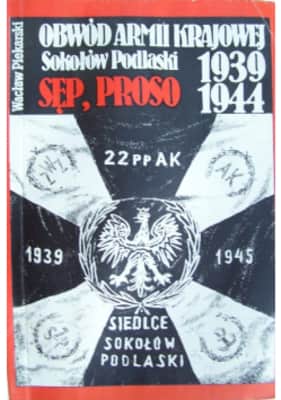 Wacław Piekarski
OBWÓD ARMII KRAJOWEJ
Sokołów Podlaski
1939
SĘP, PROSO
1944
22 PP AK
ZWZ
AK
1939
1945
SIEDLCE
SOKOŁÓW
PODLASKI